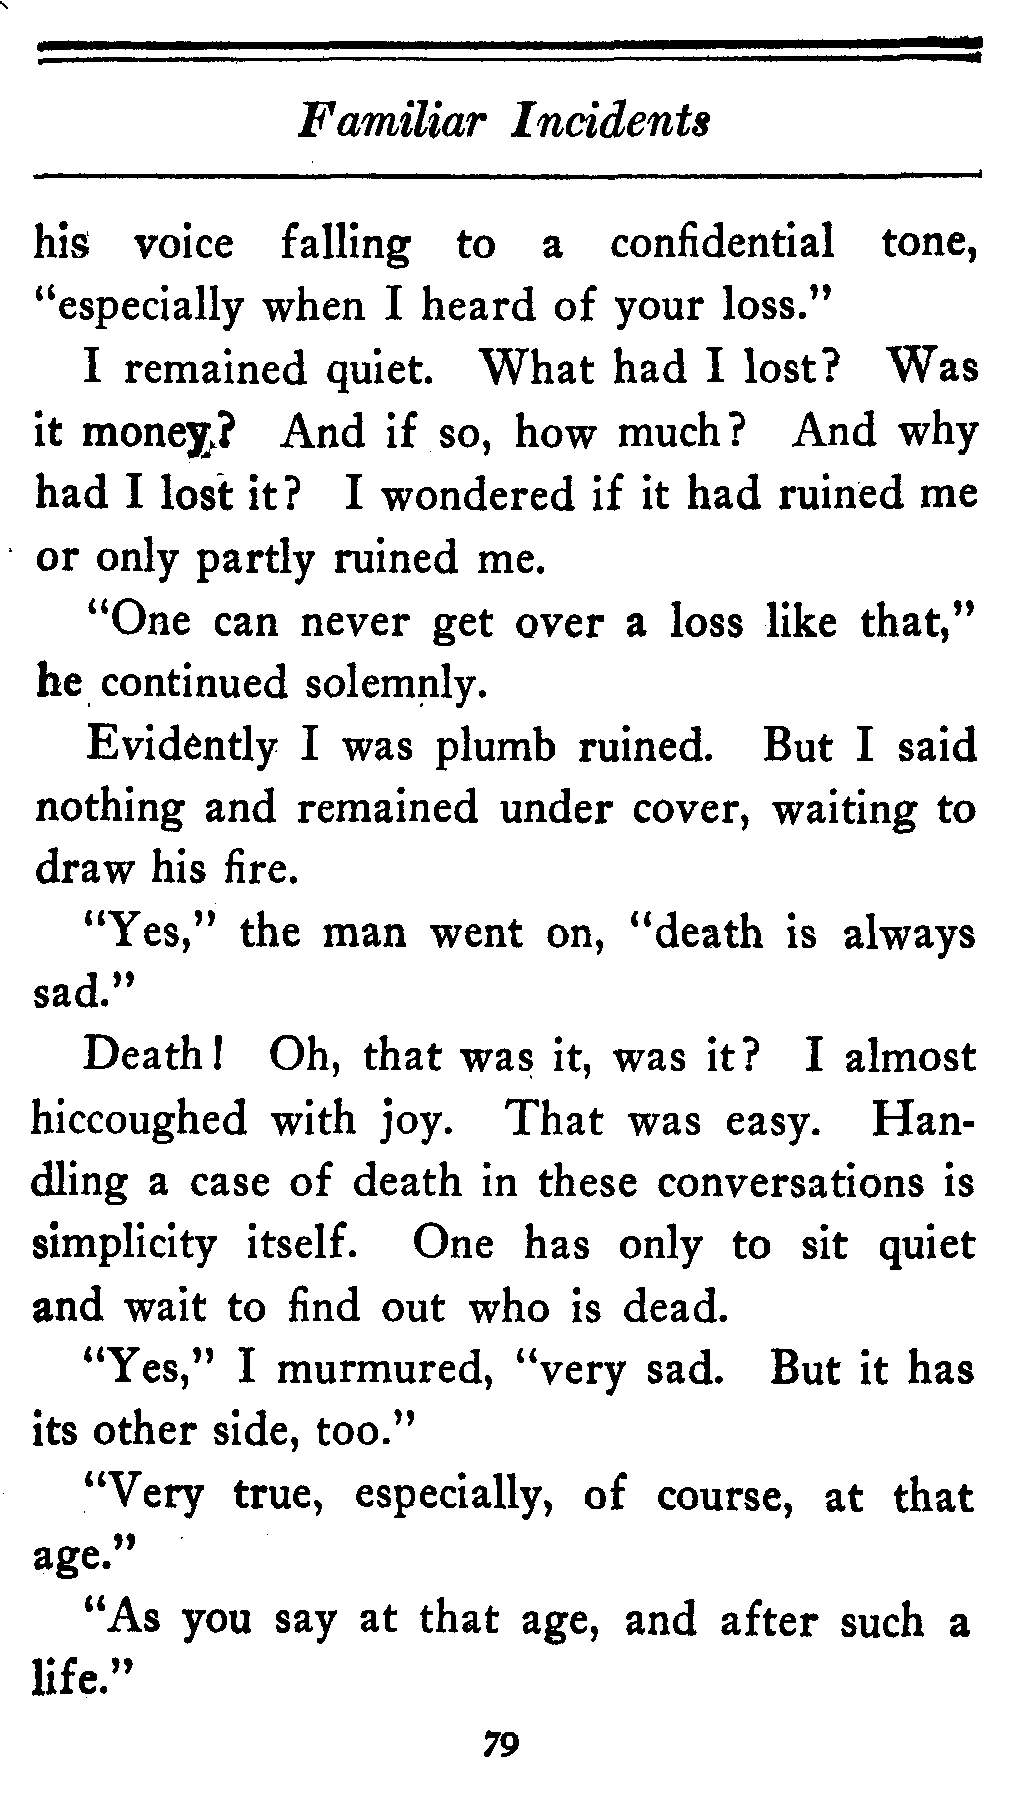 Familiar Incidents
his voice falling to a confidential tone,
"especially when I heard of your loss."
I remained quiet. What had I lost? Was
it money? And if so, how much? And why
had I lost it? I wondered if it had ruined me
or only partly ruined me.
"One can never get over a loss like that,"
he continued solemnly.
Evidently I was plumb ruined. But I said
nothing and remained under cover, waiting to
draw his fire.
"Yes," the man went on, "death is always
sad."
Death! Oh, that was it, was it? I almost
hiccoughed with joy. That was easy. Han-
dling a case of death in these conversations is
simplicity itself. One has only to sit quiet
and wait to find out who is dead.
"Yes," I murmured, "very sad. But it has
its other side, too."
"Very true, especially, of course, at that
age."
"As you say at that age, and after such a
life."
79